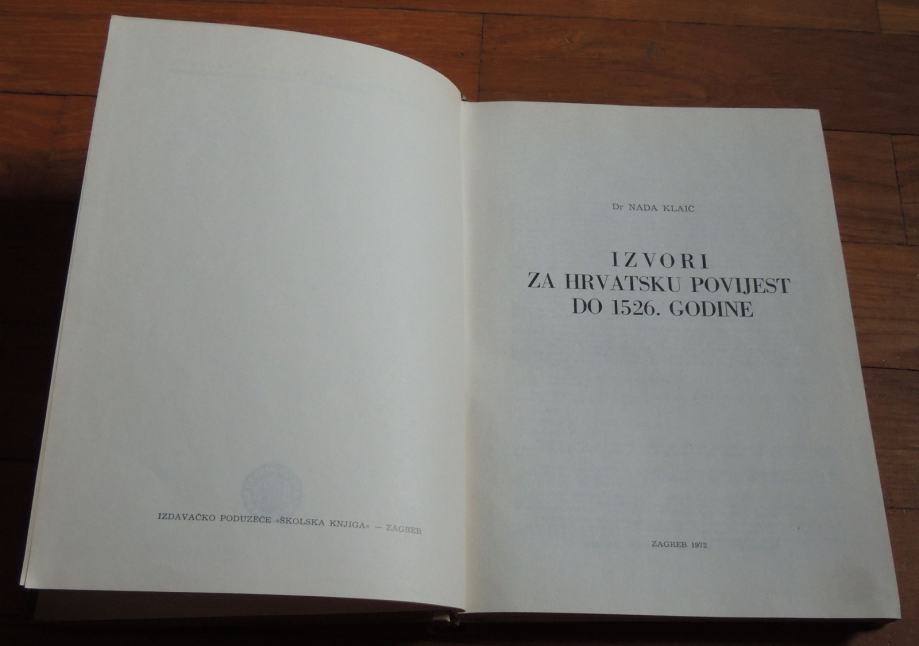 IZDAVAČKO PODUZEĆE »ŠKOLSKA KNJIGA« — ZAGREB
Dr NADA KLAIĆ
IZVORI
ZA HRVATSKU POVIJEST
DO 1526. GODINE
ZAGREB 1972